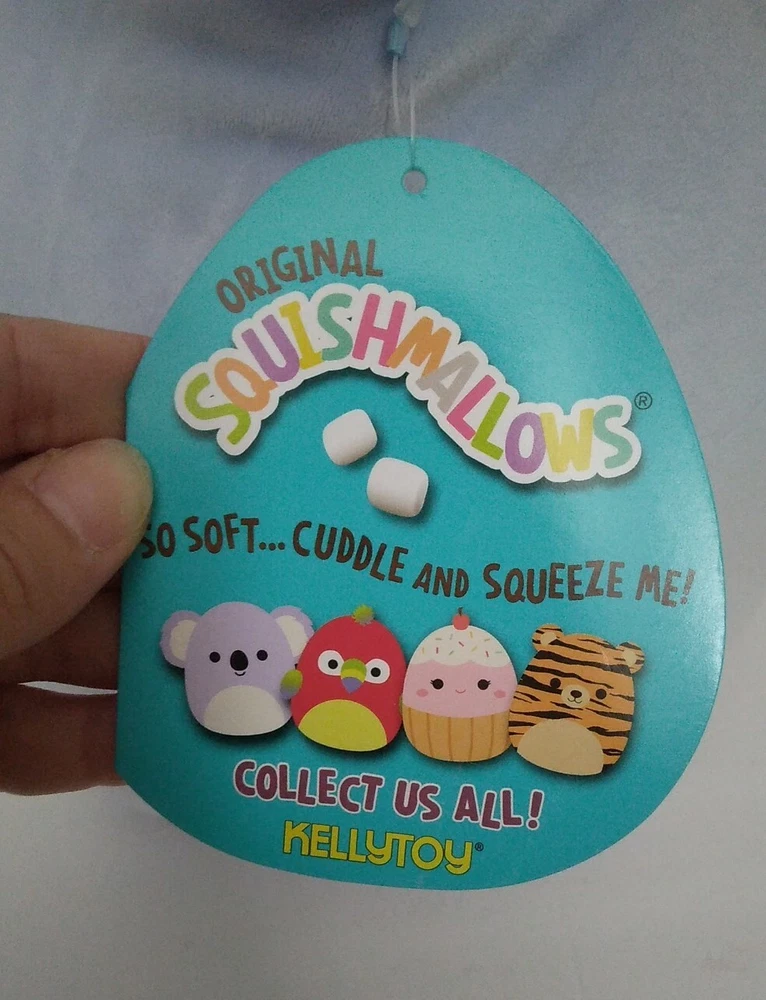 ORIGINAL
SQUISHMALLOWS®
SO SOFT... CUDDLE AND SQUEEZE ME!
COLLECT US ALL!
KELLYTOY®